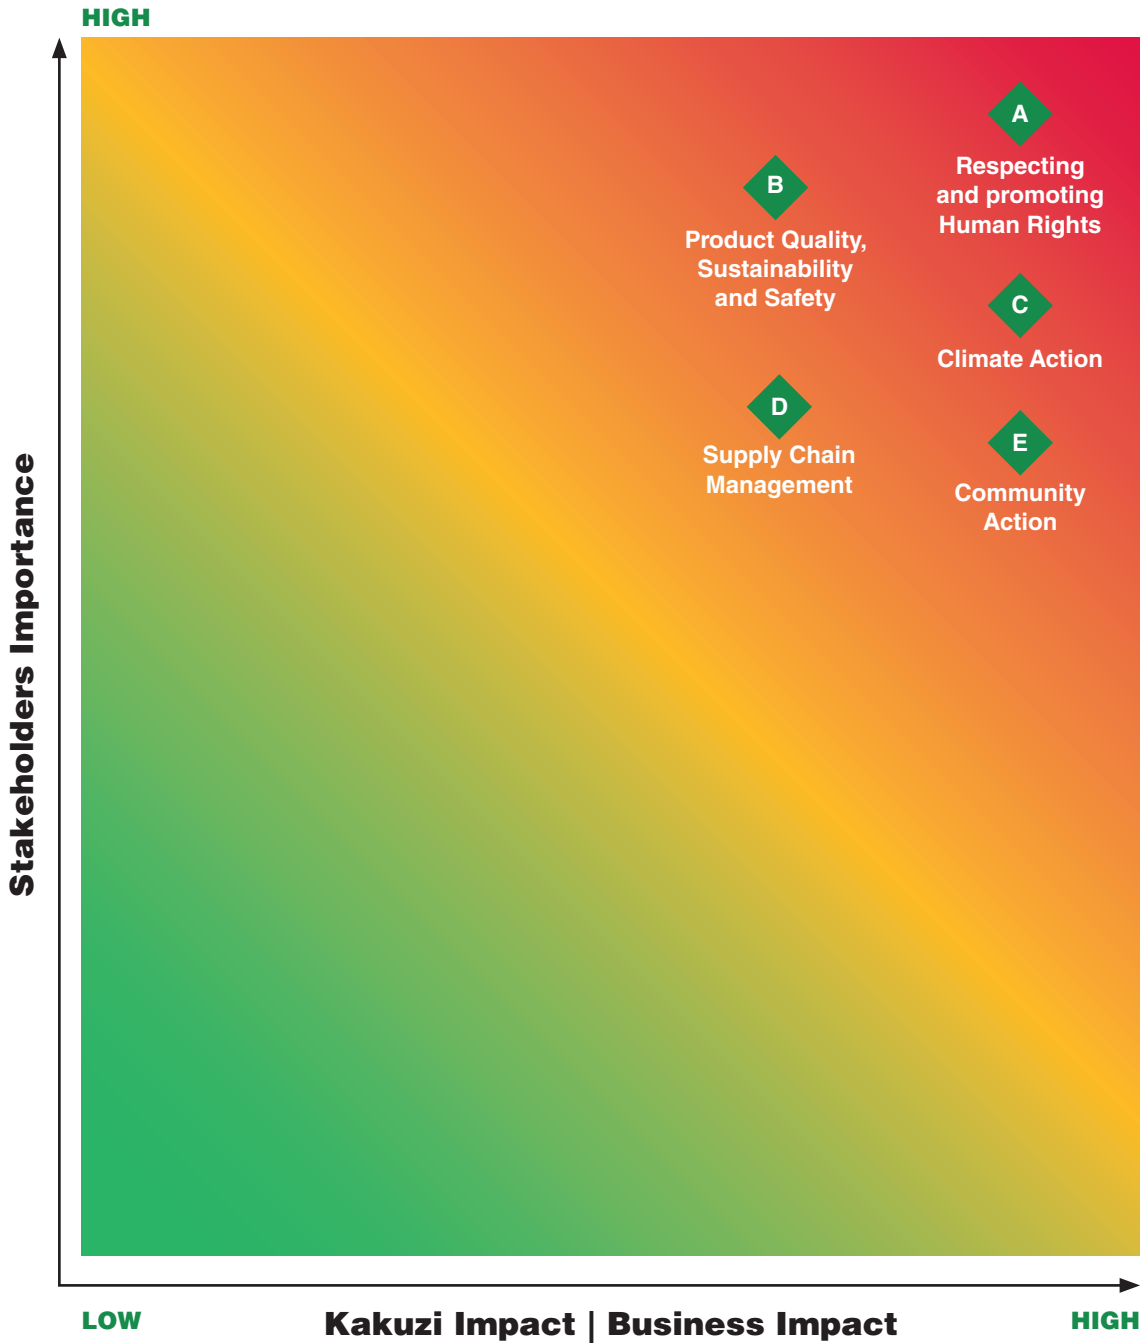 HIGH
A
Respecting
and promoting
Human Rights
B
Product Quality,
Sustainability
and Safety
C
Climate Action
D
Supply Chain
Management
E
Community
Action
Stakeholders Importance
LOW
Kakuzi Impact | Business Impact
HIGH